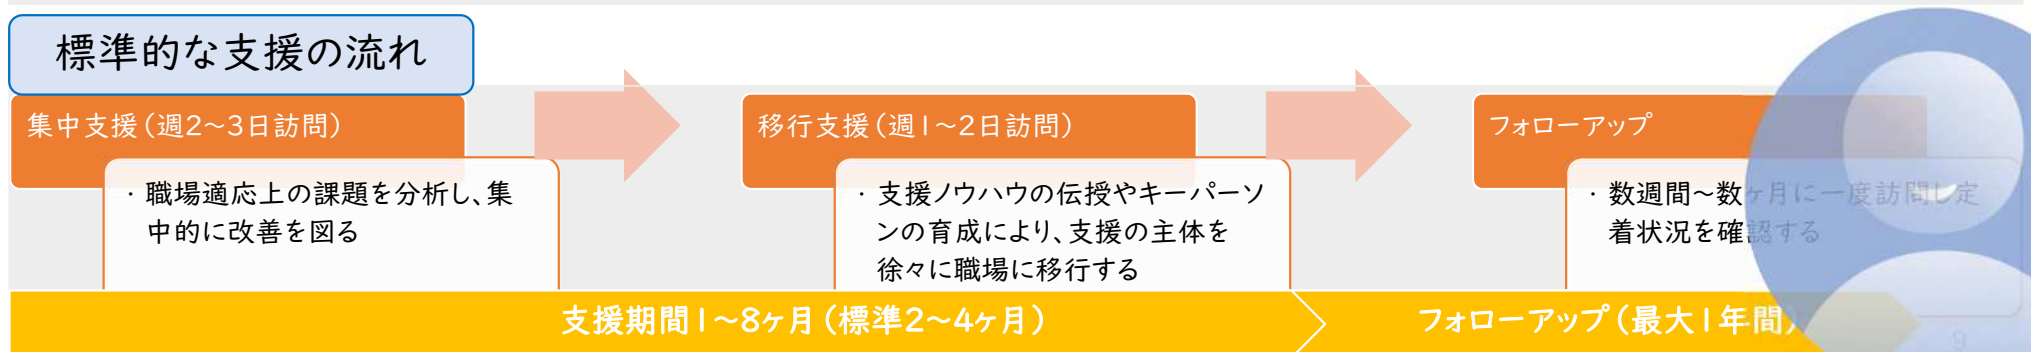 標準的な支援の流れ
集中支援（週2～3日訪問）
・職場適応上の課題を分析し、集
中的に改善を図る
移行支援（週1～2日訪問）
・支援ノウハウの伝授やキーパーソ
ンの育成により、支援の主体を
徐々に職場に移行する
フォローアップ
・数週間～数ヶ月に一度訪問し定
着状況を確認する
支援期間1～8ヶ月（標準2～4ヶ月）
フォローアップ（最大1年間）
9